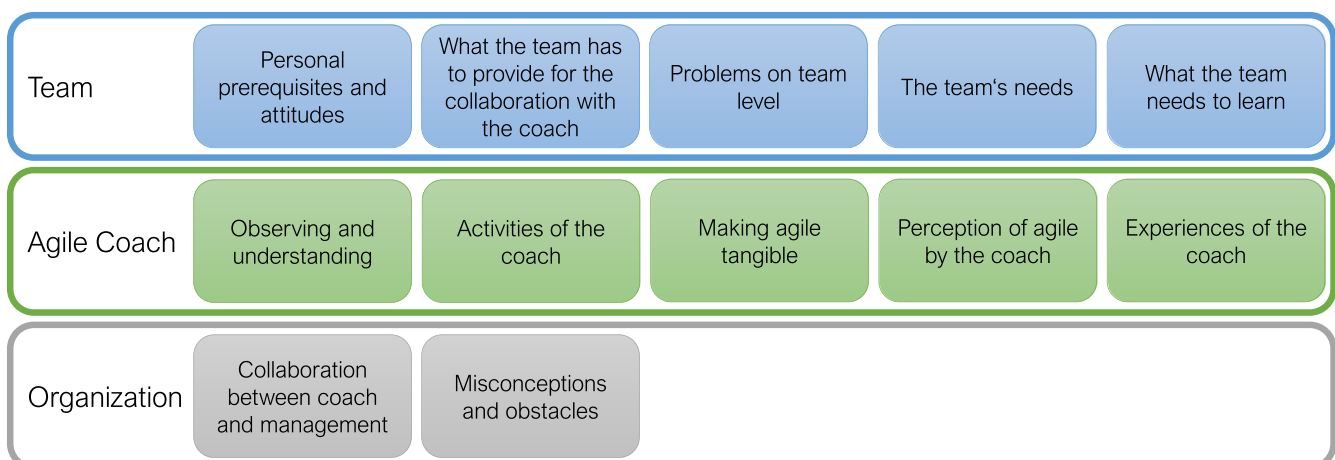 Team
Personal
prerequisites and
attitudes
What the team has
to provide for the
collaboration with
the coach
Problems on team
level
The team‘s needs
What the team
needs to learn
Agile Coach
Observing and
understanding
Activities of the
coach
Making agile
tangible
Perception of agile
by the coach
Experiences of the
coach
Organization
Collaboration
between coach
and management
Misconceptions
and obstacles